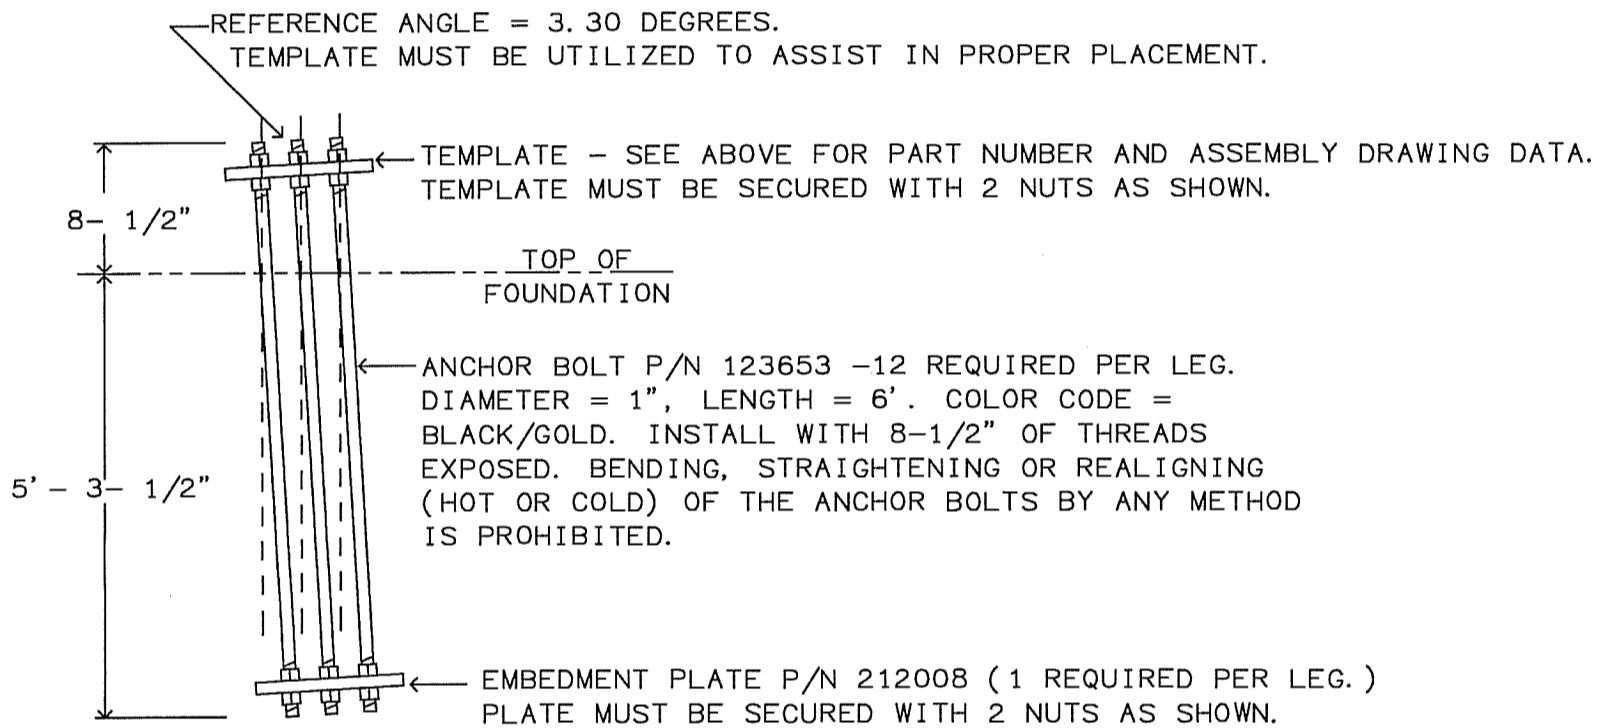 REFERENCE ANGLE = 3.30 DEGREES.
TEMPLATE MUST BE UTILIZED TO ASSIST IN PROPER PLACEMENT.
TEMPLATE - SEE ABOVE FOR PART NUMBER AND ASSEMBLY DRAWING DATA.
TEMPLATE MUST BE SECURED WITH 2 NUTS AS SHOWN.
8- 1/2"
TOP OF
FOUNDATION
ANCHOR BOLT P/N 123653 -12 REQUIRED PER LEG.
DIAMETER = 1", LENGTH = 6'. COLOR CODE =
BLACK/GOLD. INSTALL WITH 8-1/2" OF THREADS
EXPOSED. BENDING, STRAIGHTENING OR REALIGNING
(HOT OR COLD) OF THE ANCHOR BOLTS BY ANY METHOD
IS PROHIBITED.
5' - 3- 1/2"
EMBEDMENT PLATE P/N 212008 (1 REQUIRED PER LEG.)
PLATE MUST BE SECURED WITH 2 NUTS AS SHOWN.